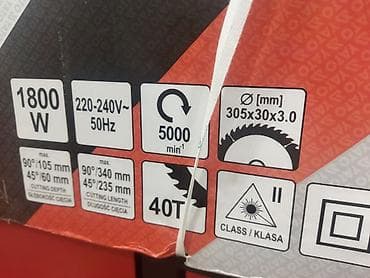 1800
W
220-240V~
50Hz
5000
min⁻¹
Ø [mm]
305x30x3.0
max.
90°/105 mm
45°/60 mm
CUTTING DEPTH
GŁĘBOKOŚĆ CIĘCIA
max.
90°/340 mm
45°/235 mm
CUTTING LENGTH
DŁUGOŚĆ CIĘCIA
40T
II
CLASS / KLASA